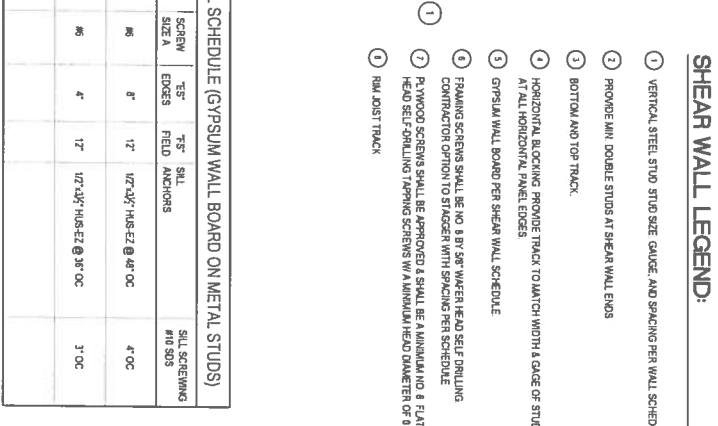 SHEAR WALL LEGEND:
1 VERTICAL STEEL STUD STUD SIZE GAUGE, AND SPACING PER WALL SCHED
2 PROVIDE MIN. DOUBLE STUDS AT SHEAR WALL ENDS
3 BOTTOM AND TOP TRACK.
4 HORIZONTAL BLOCKING PROVIDE TRACK TO MATCH WIDTH & GAGE OF STUD
AT ALL HORIZONTAL PANEL EDGES.
5 GYPSUM WALL BOARD PER SHEAR WALL SCHEDULE
6 FRAMING SCREWS SHALL BE NO. 8 BY 5/8" WAFER HEAD SELF DRILLING
CONTRACTOR OPTION TO STAGGER WITH SPACING PER SCHEDULE
7 PLYWOOD SCREWS SHALL BE APPROVED & SHALL BE A MINIMUM NO. 8 FLAT
HEAD SELF-DRILLING TAPPING SCREWS W/ A MINIMUM HEAD DIAMETER OF 0
8 RIM JOIST TRACK
1
L SCHEDULE (GYPSUM WALL BOARD ON METAL STUDS)
SCREW SIZE A "ES" EDGES "FS" FIELD SILL ANCHORS SILL SCREWING #10 SDS
#6 8" 12" 1/2"x3½" HUS-EZ @ 48" OC 4" OC
#6 4" 12" 1/2"x3½" HUS-EZ @ 36" OC 3" OC